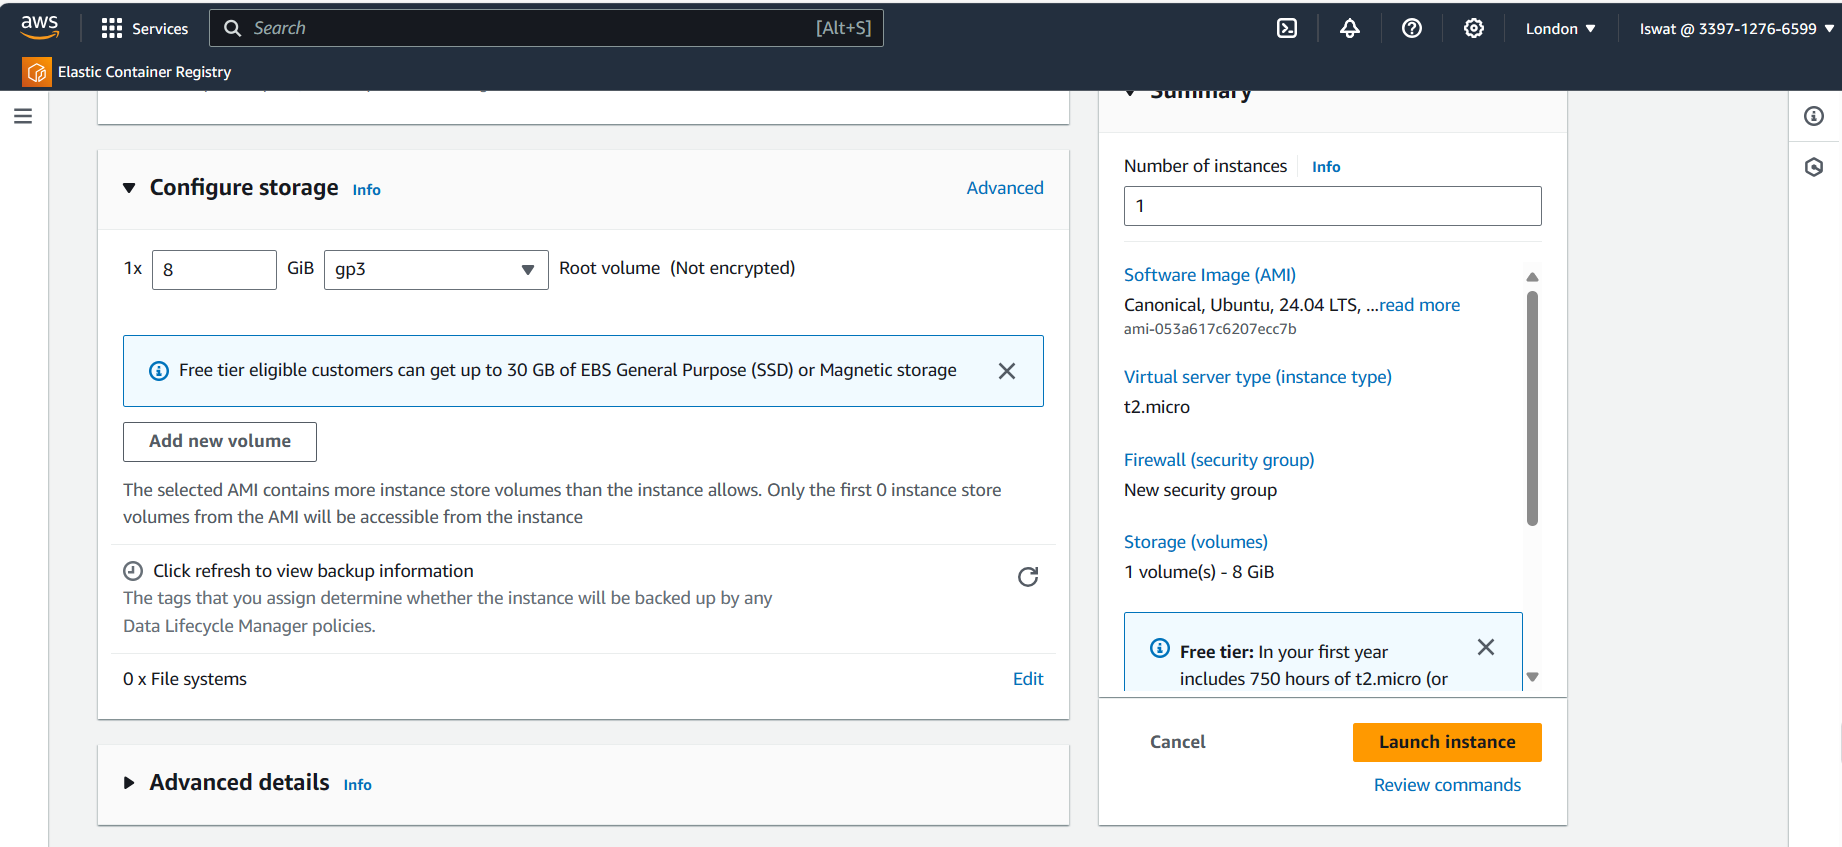 aws
Services
Search
[Alt+S]
London
Iswat @ 3397-1276-6599
Elastic Container Registry
Configure storage
Info
Advanced
1x
8
GiB
gp3
Root volume (Not encrypted)
Free tier eligible customers can get up to 30 GB of EBS General Purpose (SSD) or Magnetic storage
Add new volume
The selected AMI contains more instance store volumes than the instance allows. Only the first 0 instance store
volumes from the AMI will be accessible from the instance
Click refresh to view backup information
The tags that you assign determine whether the instance will be backed up by any
Data Lifecycle Manager policies.
0 x File systems
Edit
Advanced details
Info
Summary
Number of instances
Info
1
Software Image (AMI)
Canonical, Ubuntu, 24.04 LTS, ...read more
ami-053a617c6207ecc7b
Virtual server type (instance type)
t2.micro
Firewall (security group)
New security group
Storage (volumes)
1 volume(s) - 8 GiB
Free tier: In your first year
includes 750 hours of t2.micro (or
Cancel
Launch instance
Review commands